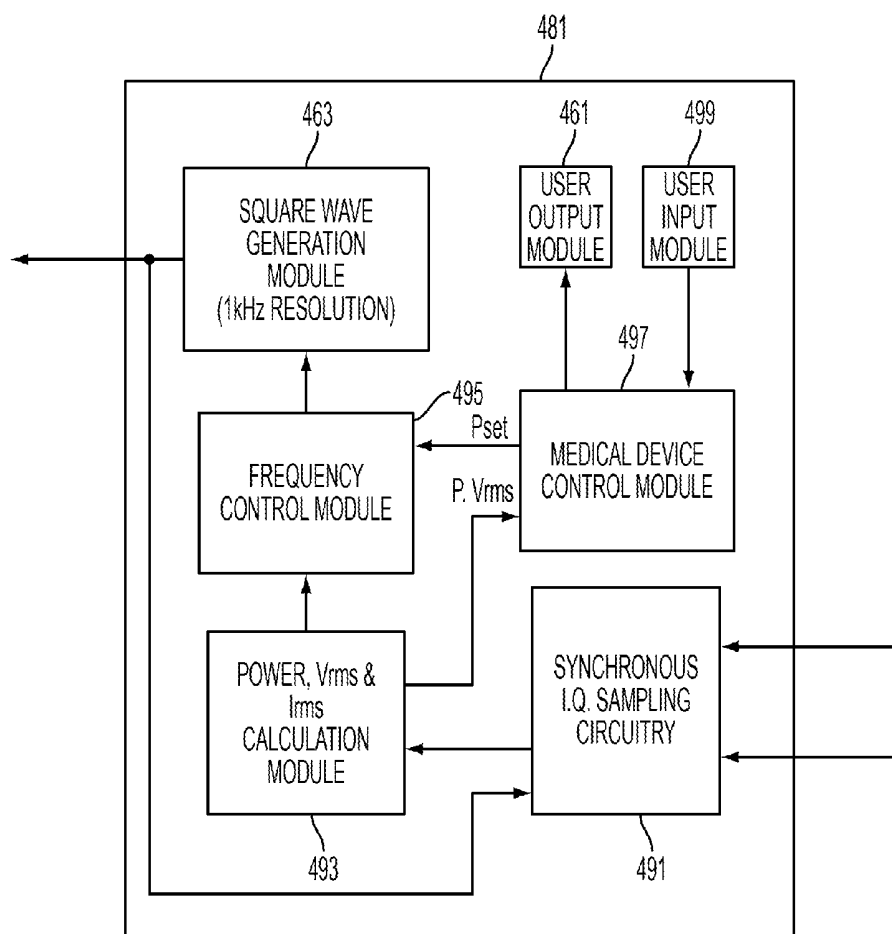 481
463
461
499
SQUARE WAVE
GENERATION
MODULE
(1kHz RESOLUTION)
USER
OUTPUT
MODULE
USER
INPUT
MODULE
497
495
Pset
FREQUENCY
CONTROL MODULE
MEDICAL DEVICE
CONTROL MODULE
P. Vrms
POWER, Vrms &
Irms
CALCULATION
MODULE
SYNCHRONOUS
I.Q. SAMPLING
CIRCUITRY
493
491